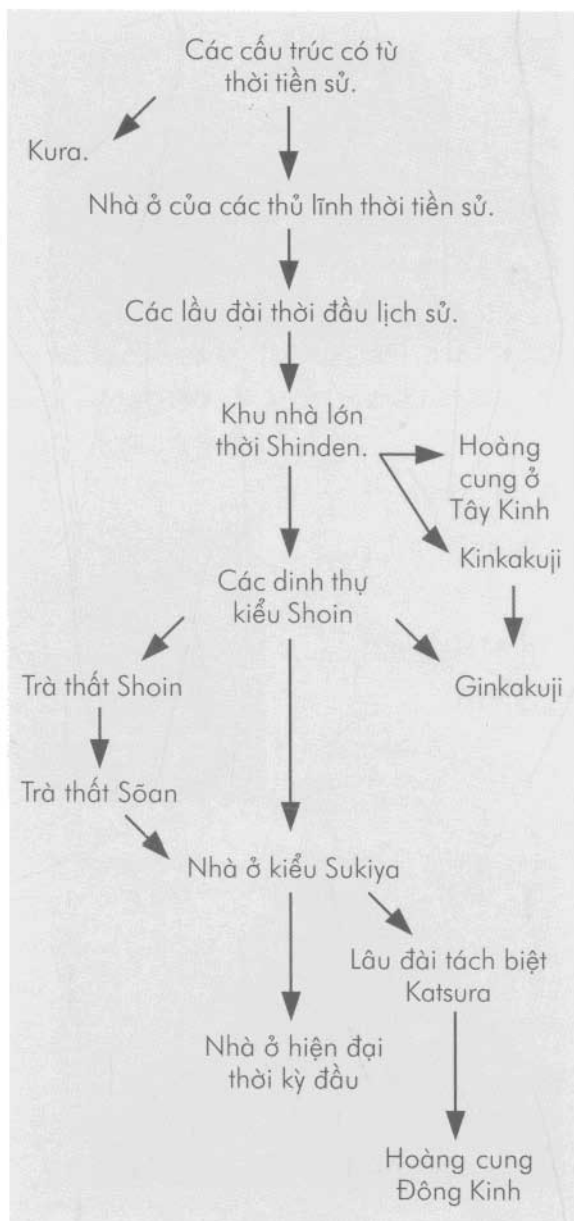 Các cấu trúc có từ
thời tiền sử.
Kura.
Nhà ở của các thủ lĩnh thời tiền sử.
Các lầu đài thời đầu lịch sử.
Khu nhà lớn
thời Shinden.
Hoàng
cung ở
Tây Kinh
Kinkakuji
Các dinh thự
kiểu Shoin
Trà thất Shoin
Ginkakuji
Trà thất Sōan
Nhà ở kiểu Sukiya
Lâu đài tách biệt
Katsura
Nhà ở hiện đại
thời kỳ đầu
Hoàng cung
Đông Kinh